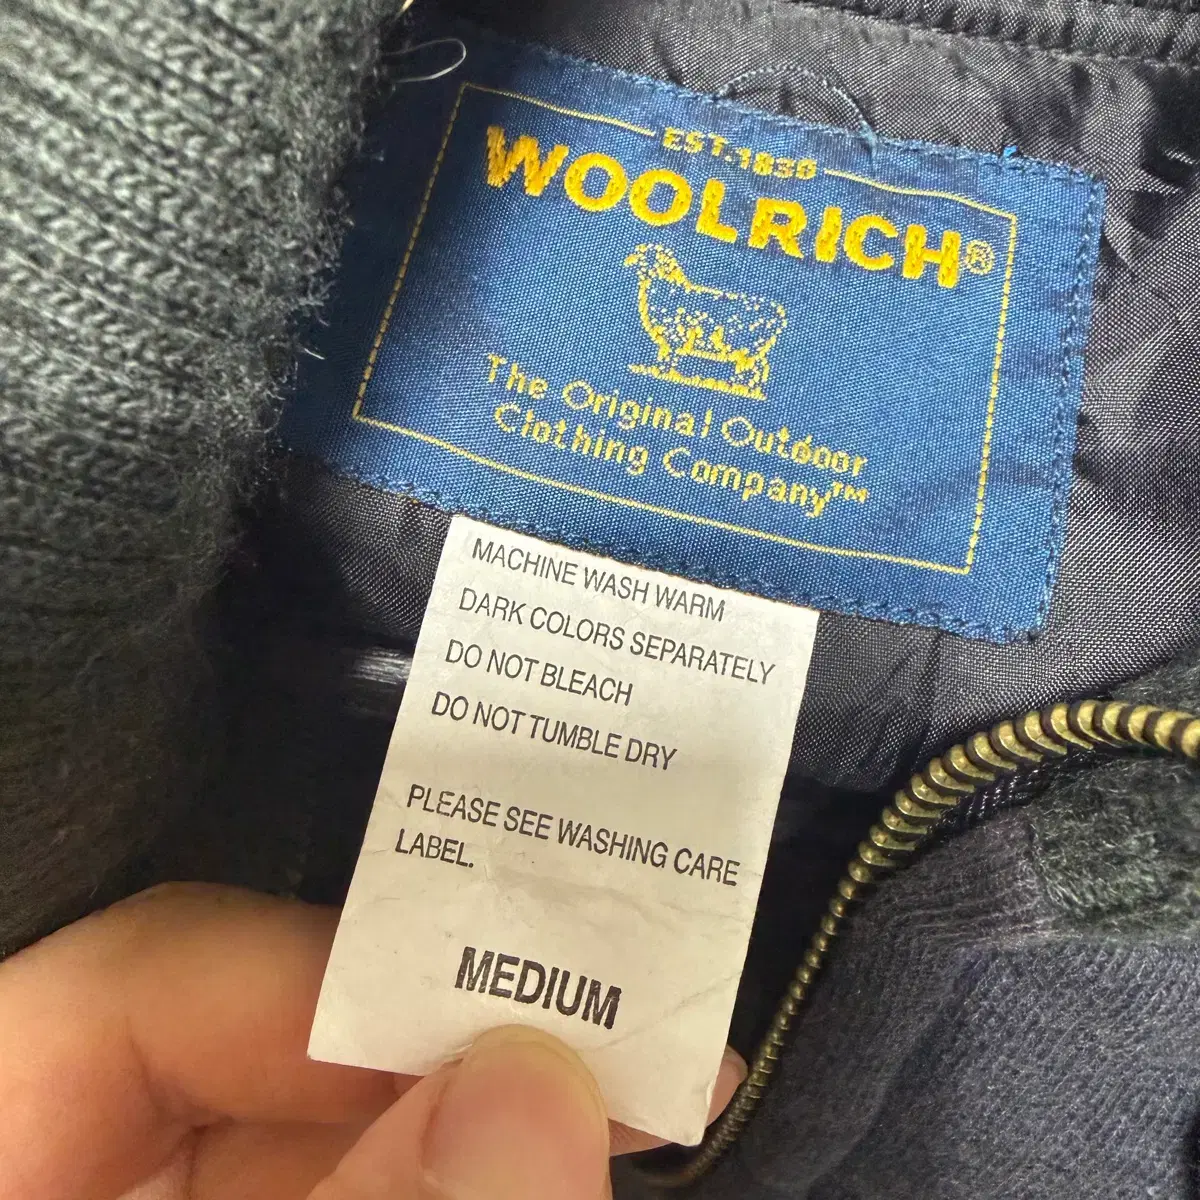 EST. 1830
WOOLRICH®
The Original Outdoor
Clothing Company™
MACHINE WASH WARM
DARK COLORS SEPARATELY
DO NOT BLEACH
DO NOT TUMBLE DRY
PLEASE SEE WASHING CARE
LABEL.
MEDIUM